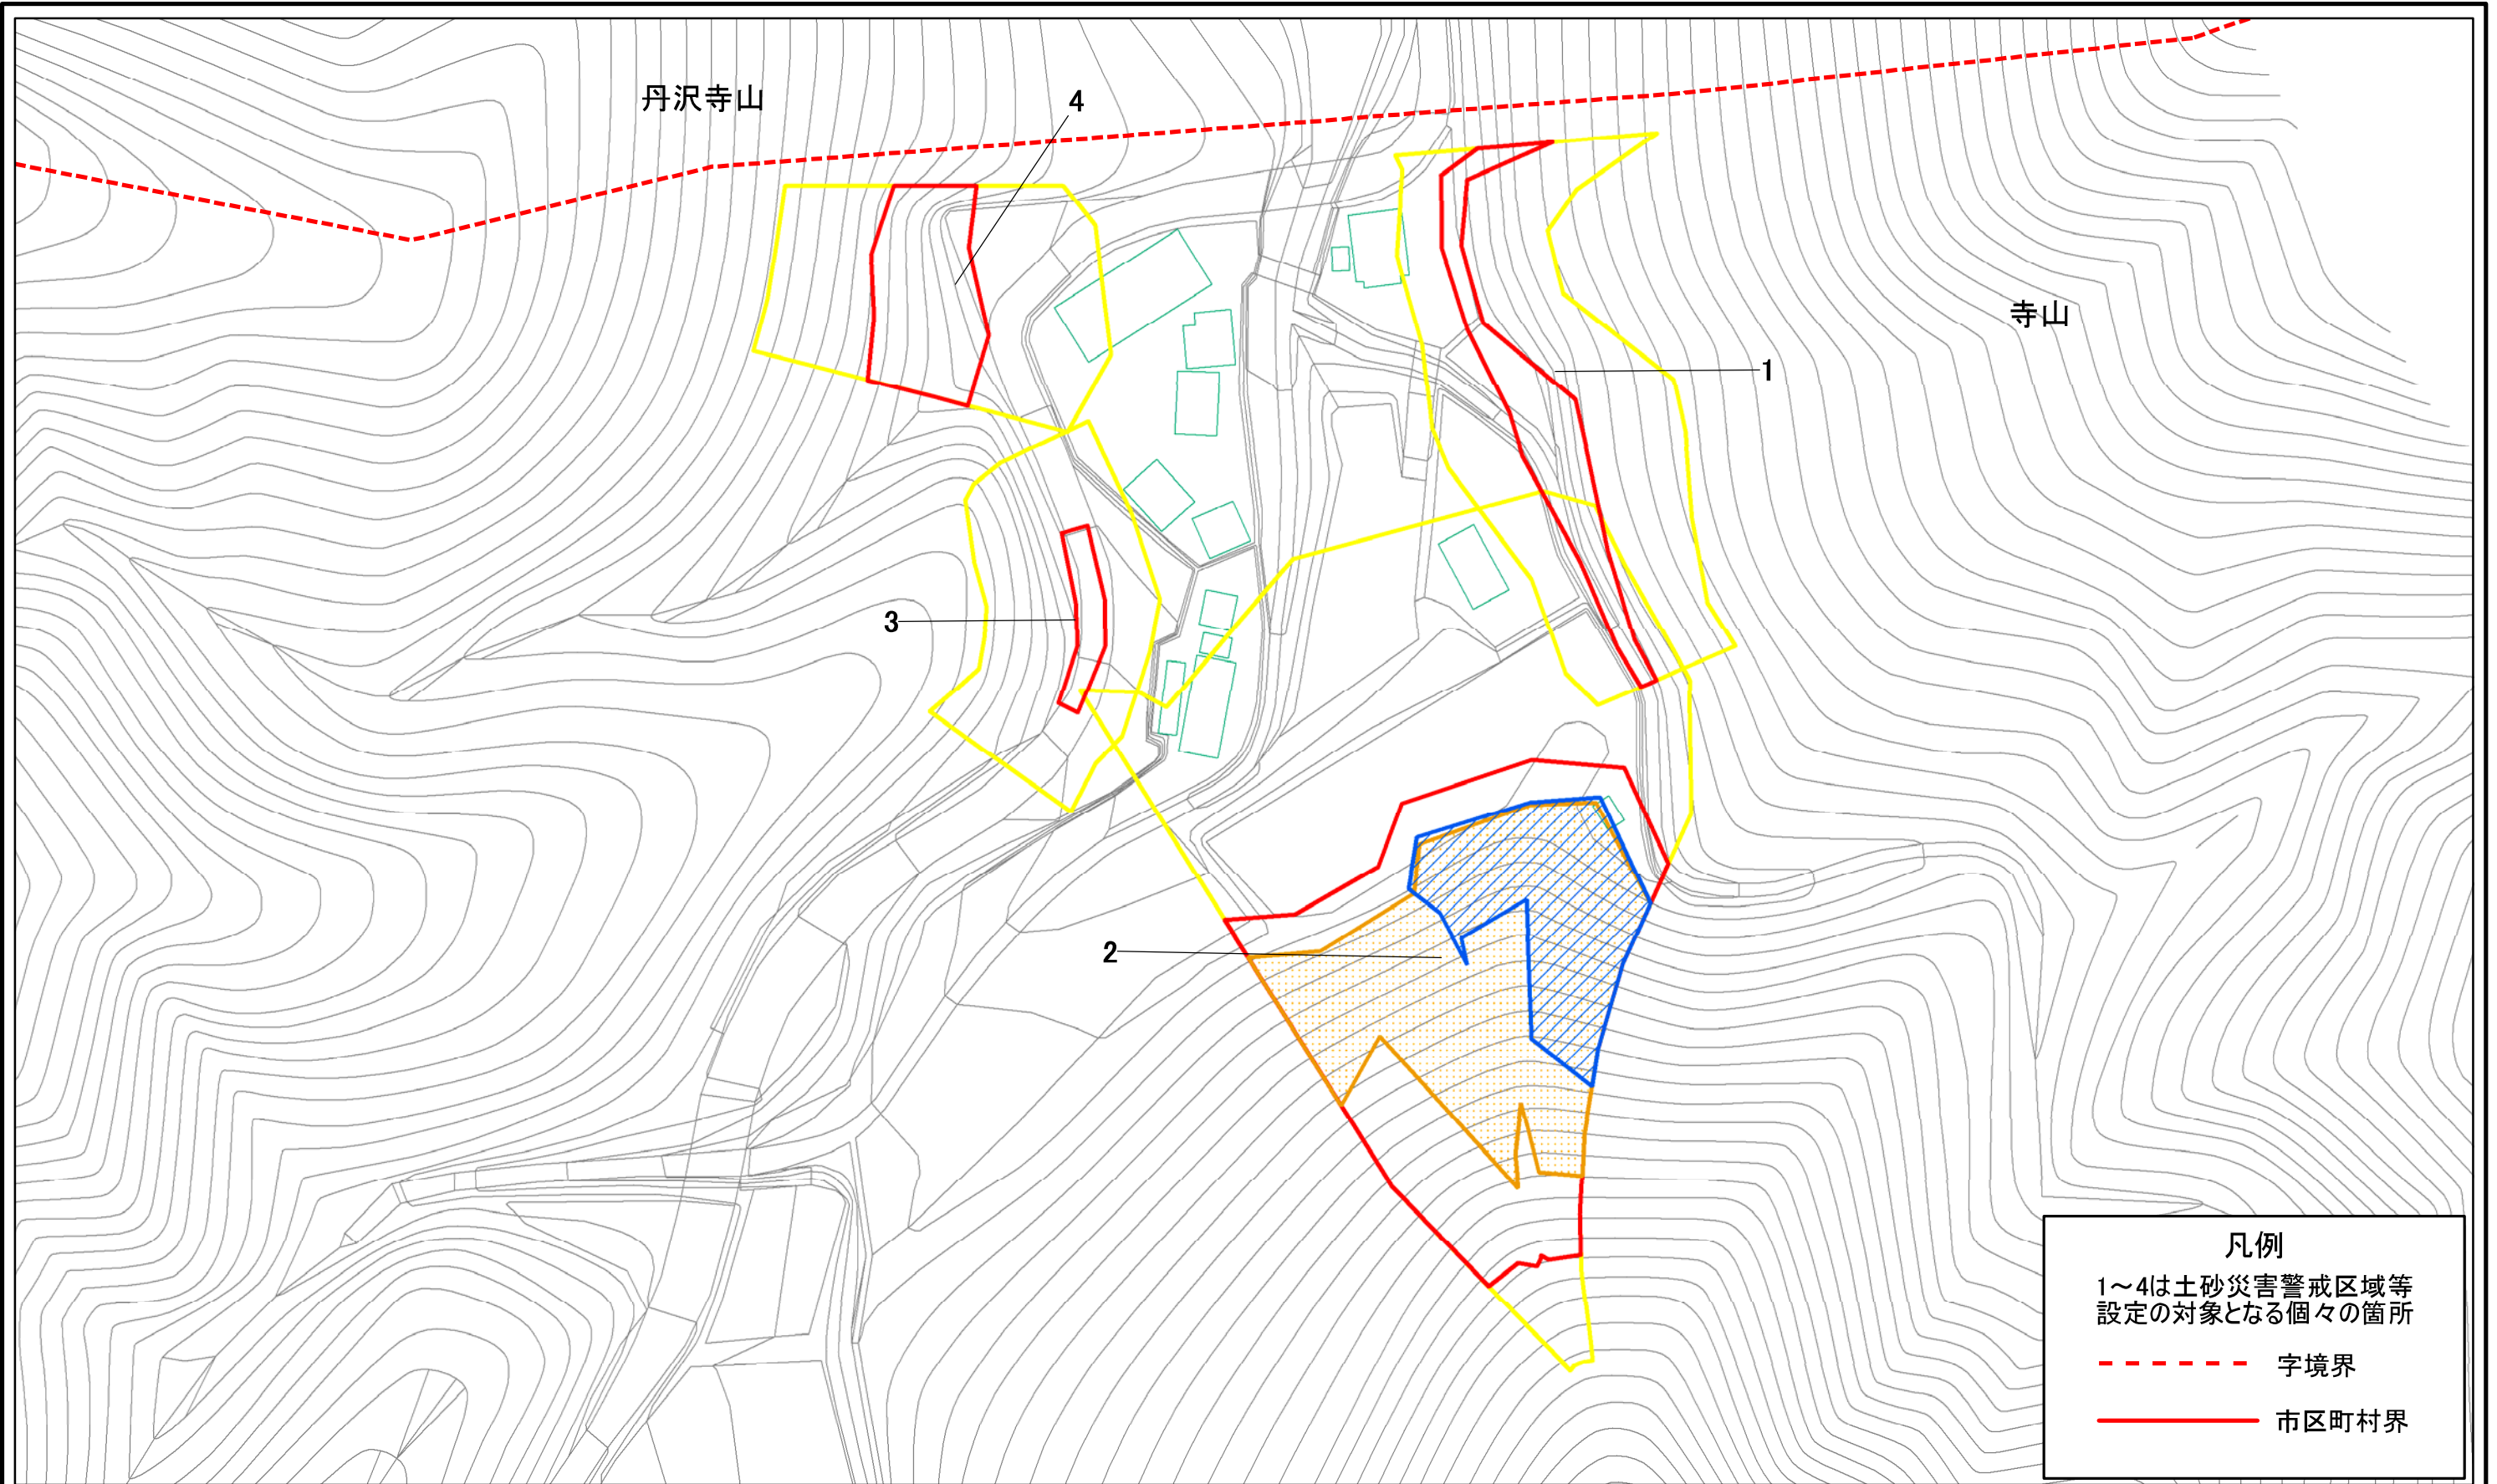 丹沢寺山
4
寺山
1
3
2
凡例
1～4は土砂災害警戒区域等
設定の対象となる個々の箇所
字境界
市区町村界